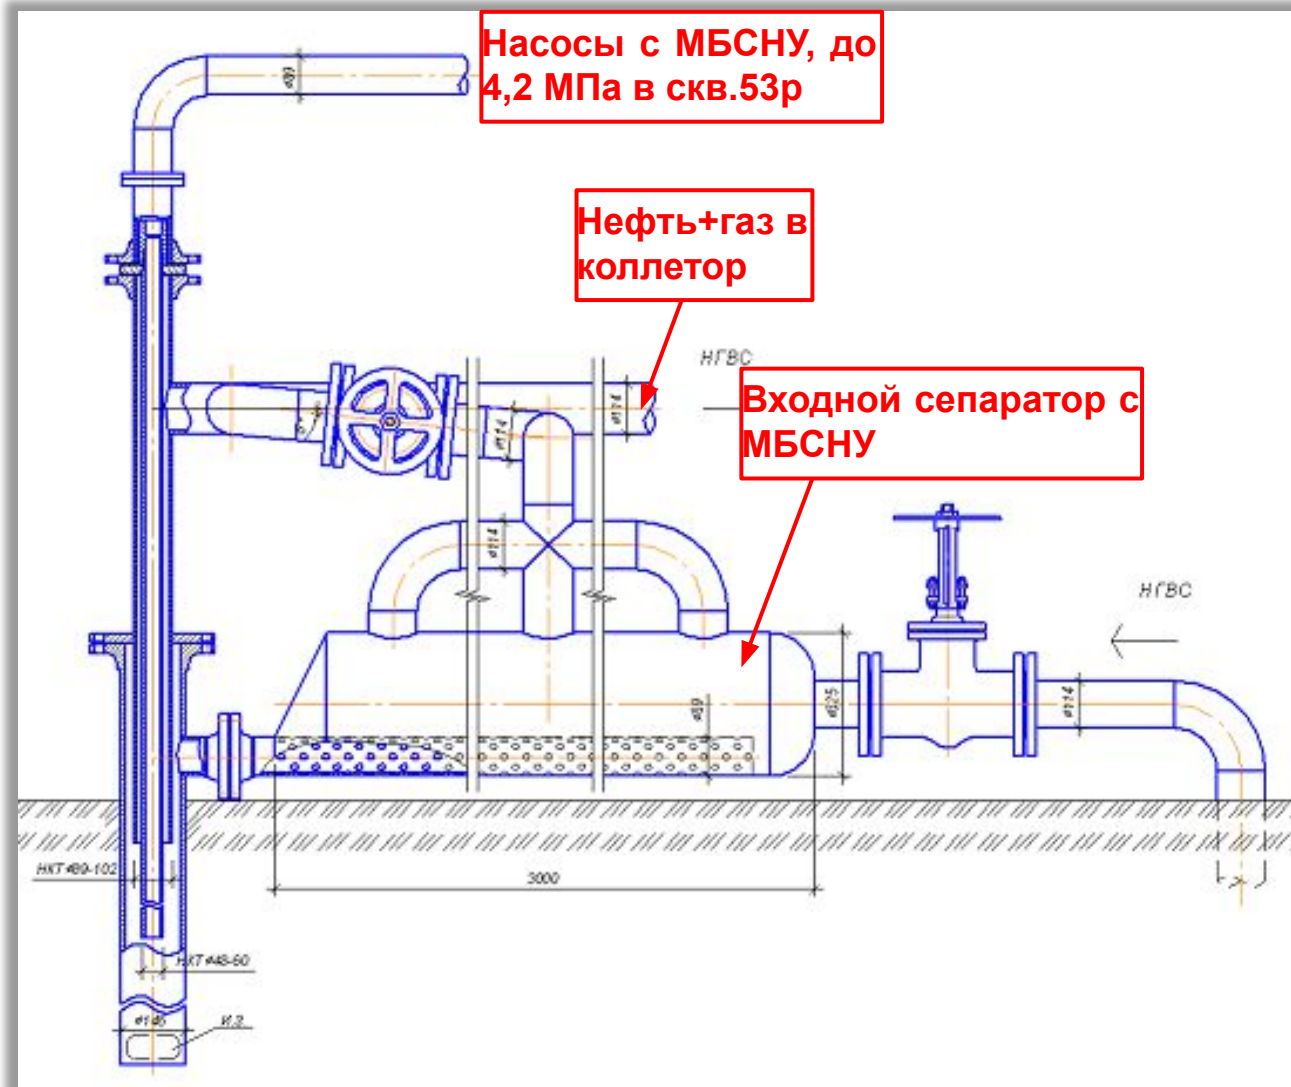 Насосы с МБСНУ, до
4,2 МПа в скв.53р
ø89
Нефть+газ в
коллетор
НГВС
Входной сепаратор с
МБСНУ
ø114
ø114
ø114
НГВС
ø89
ø325
ø114
НКТ ø89-102
3000
НКТ ø48-60
ø146
И.З.